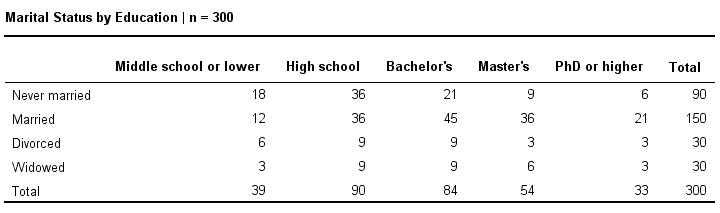 Marital Status by Education | n = 300
Middle school or lower High school Bachelor's Master's PhD or higher Total
Never married 18 36 21 9 6 90
Married 12 36 45 36 21 150
Divorced 6 9 9 3 3 30
Widowed 3 9 9 6 3 30
Total 39 90 84 54 33 300